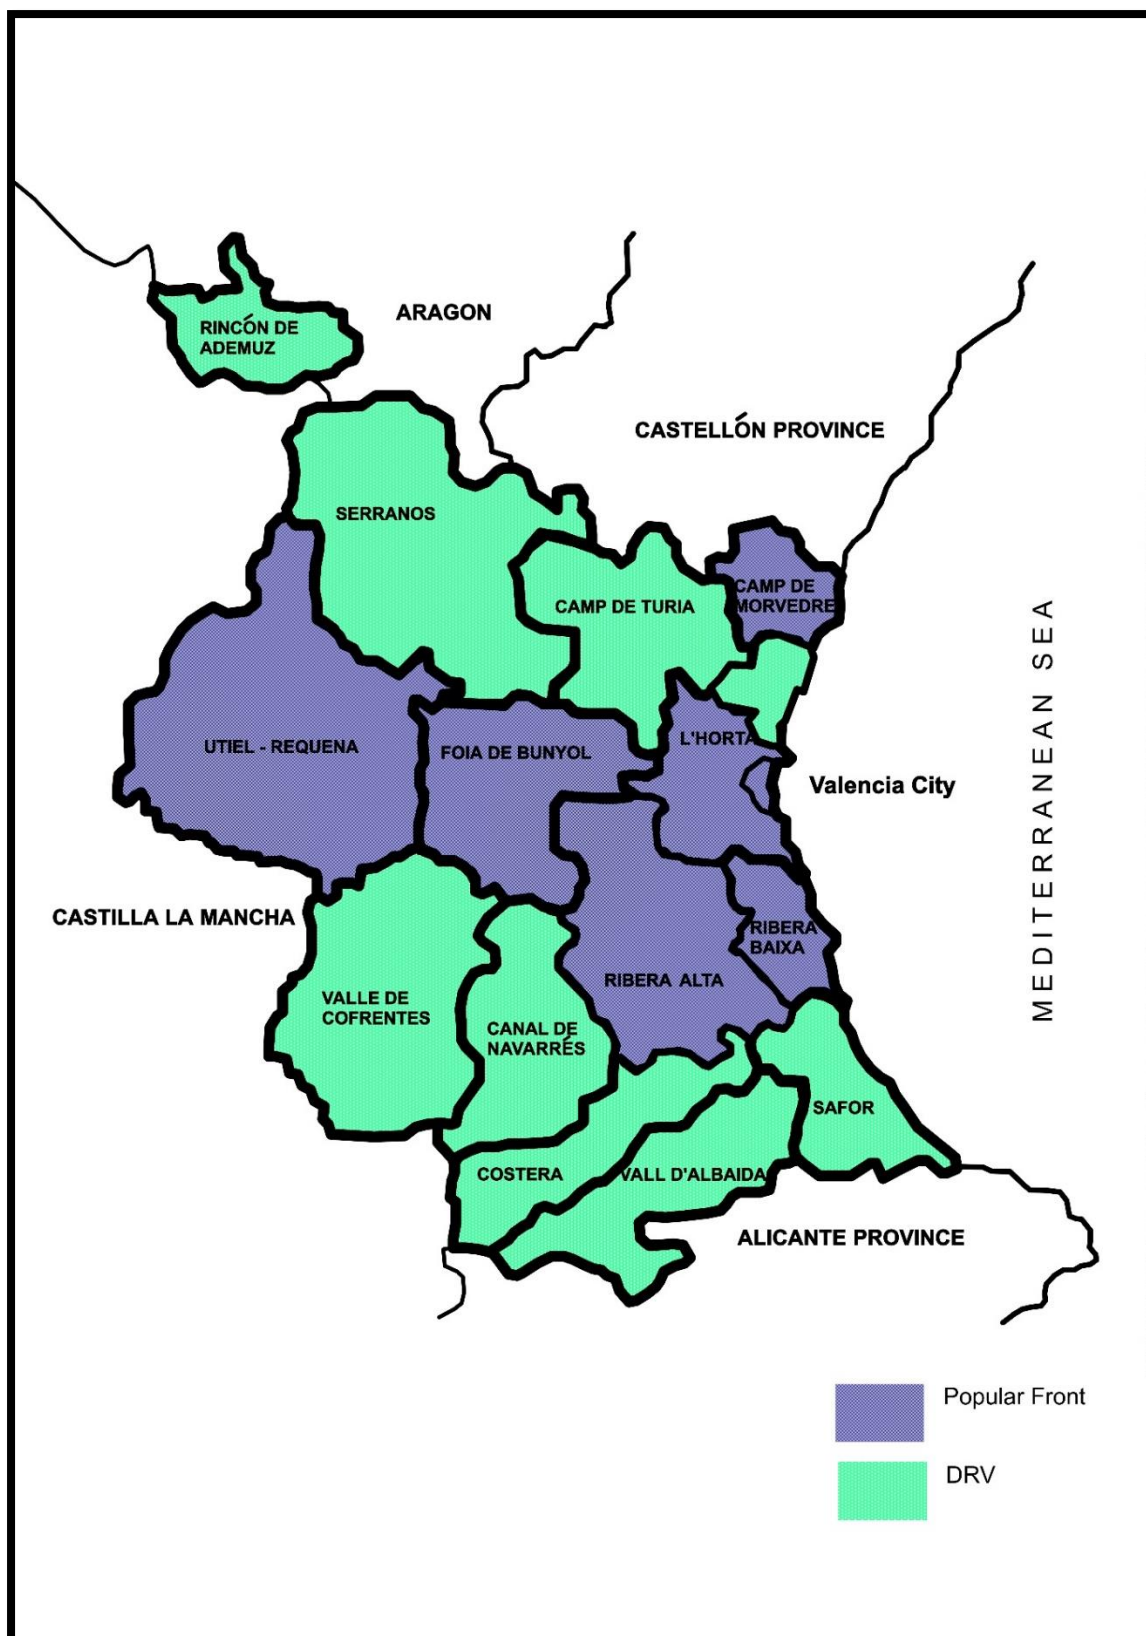 RINCÓN DE
ADEMUZ
ARAGON
CASTELLÓN PROVINCE
SERRANOS
CAMP DE TURIA
CAMP DE
MORVEDRE
MEDITERRANEAN SEA
UTIEL - REQUENA
FOIA DE BUNYOL
L'HORTA
Valencia City
CASTILLA LA MANCHA
RIBERA
BAIXA
RIBERA ALTA
VALLE DE
COFRENTES
CANAL DE
NAVARRÉS
SAFOR
COSTERA
VALL D'ALBAIDA
ALICANTE PROVINCE
Popular Front
DRV